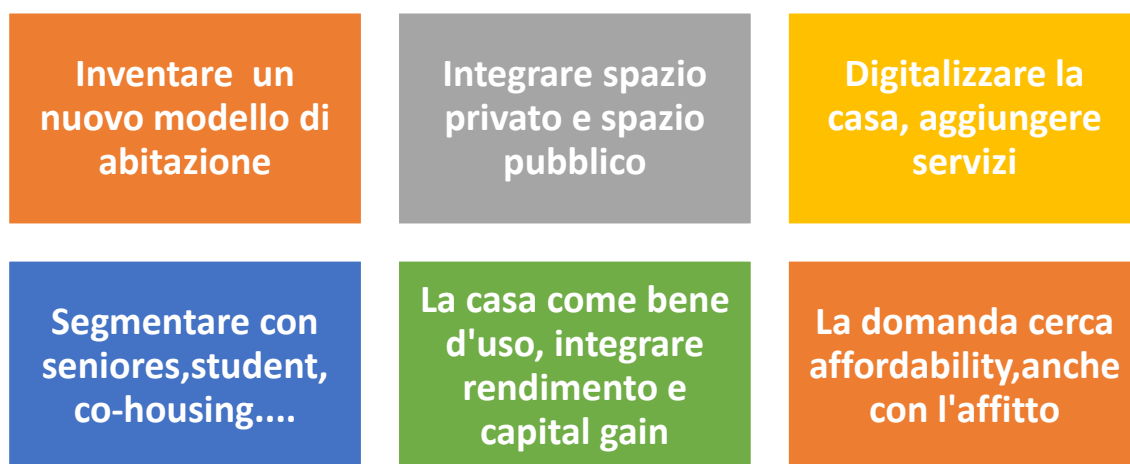 Inventare un
nuovo modello di
abitazione
Integrare spazio
privato e spazio
pubblico
Digitalizzare la
casa, aggiungere
servizi
Segmentare con
seniores,student,
co-housing....
La casa come bene
d'uso, integrare
rendimento e
capital gain
La domanda cerca
affordability,anche
con l'affitto